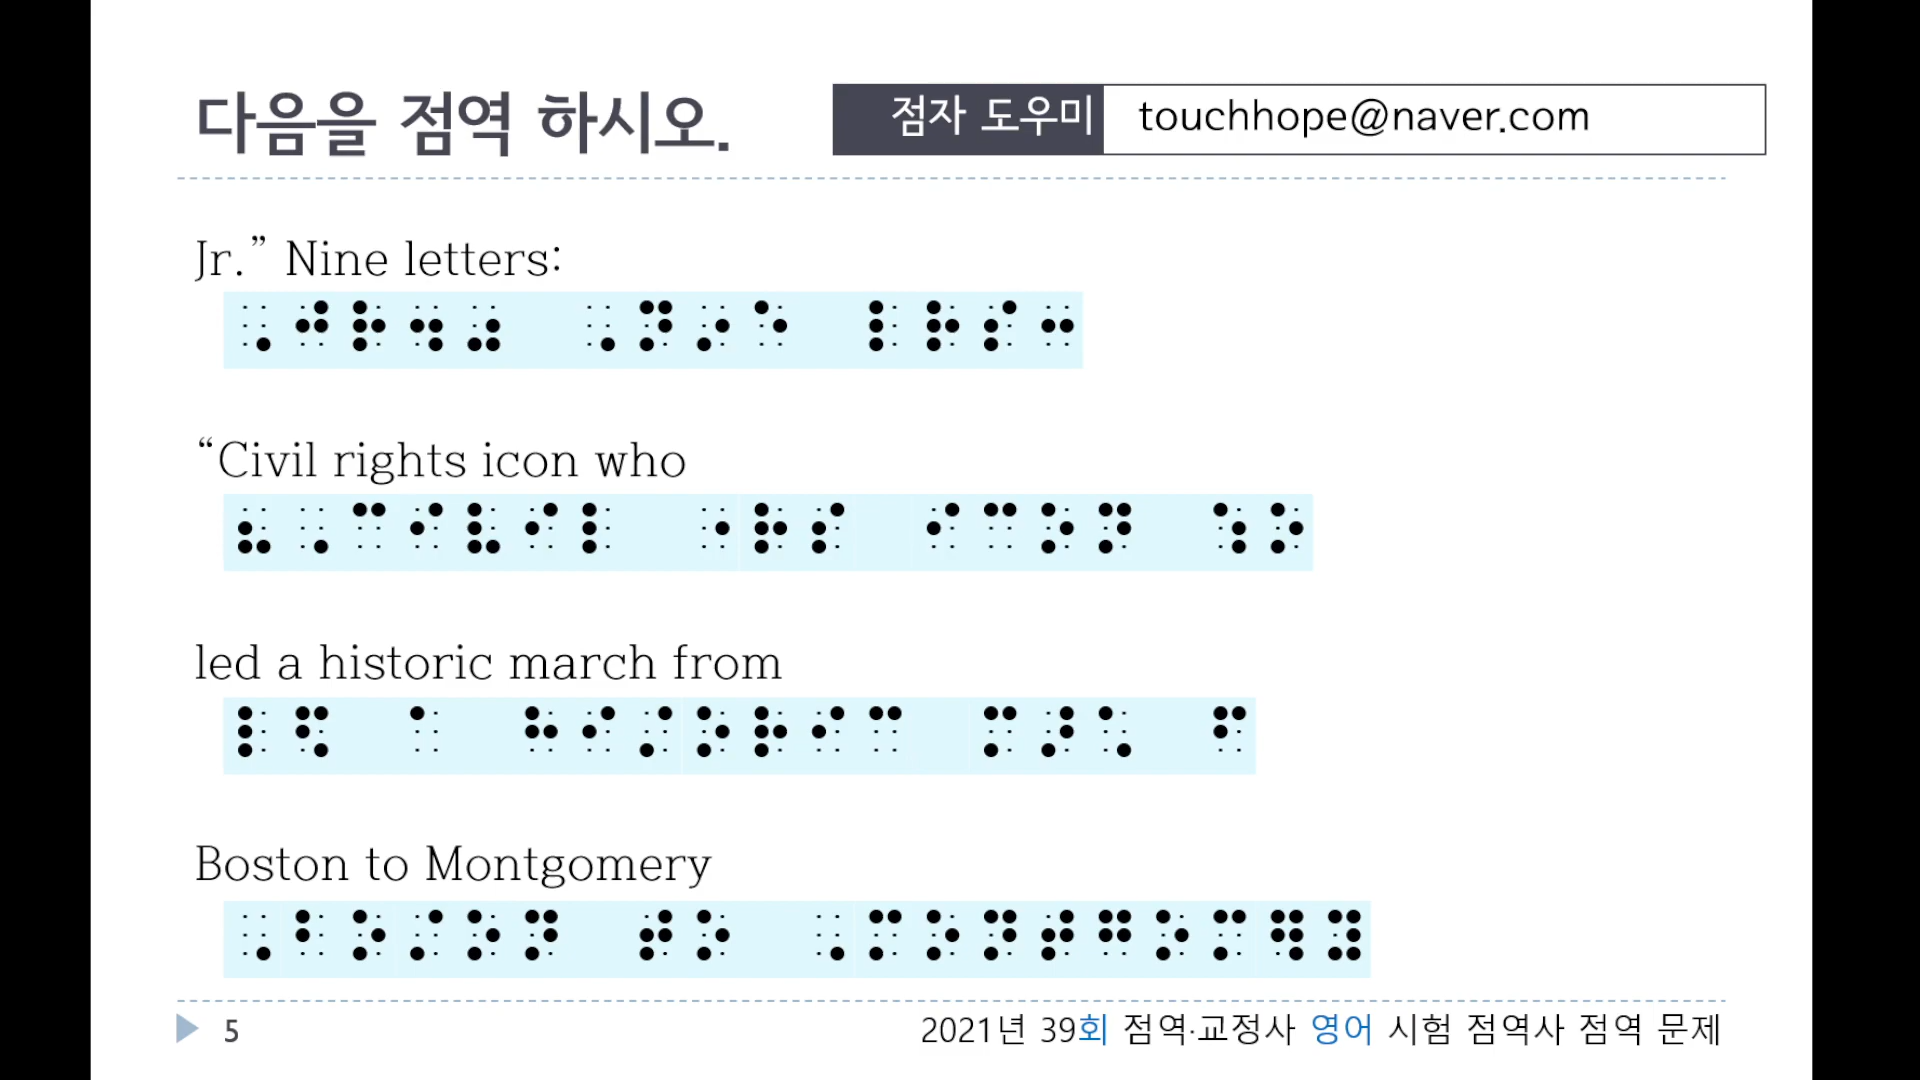 다음을 점역 하시오.
점자 도우미 touchhope@naver.com
Jr.” Nine letters:
⠠⠚⠗⠲⠴ ⠠⠝⠔⠑ ⠇⠗⠎⠒
“Civil rights icon who
⠦⠠⠉⠊⠧⠊⠇ ⠐⠗⠎ ⠊⠉⠕⠝ ⠱⠕
led a historic march from
⠇⠫ ⠁ ⠓⠊⠌⠕⠗⠊⠉ ⠍⠜⠡ ⠋
Boston to Montgomery
⠠⠃⠕⠌⠕⠝ ⠞⠕ ⠠⠍⠕⠝⠞⠛⠕⠍⠻⠽
5
2021년 39회 점역·교정사 영어 시험 점역사 점역 문제